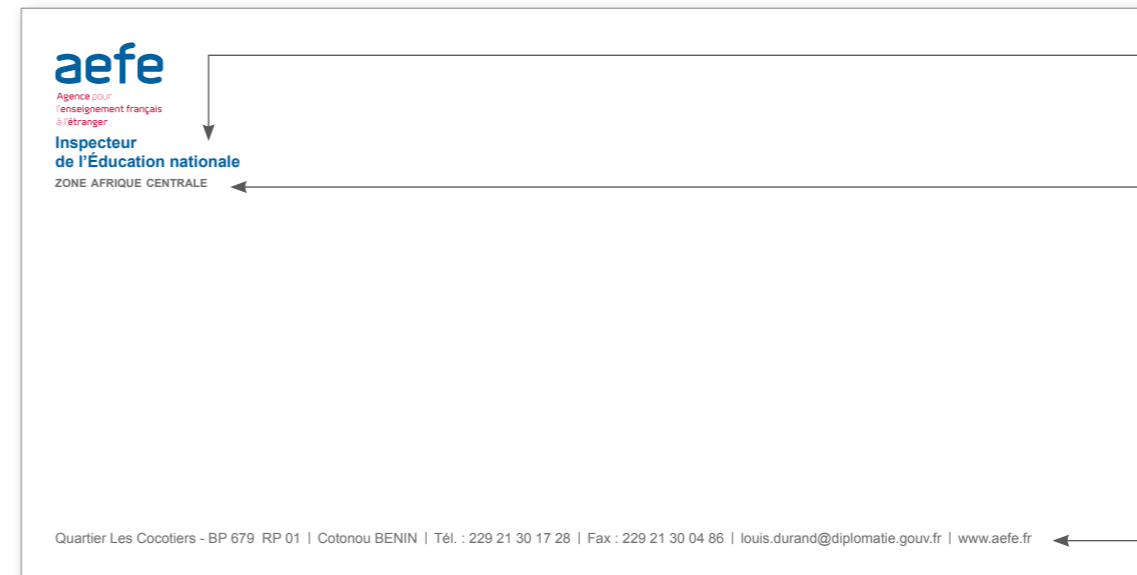 aefe
Agence pour
l'enseignement français
à l'étranger
Inspecteur
de l'Éducation nationale
ZONE AFRIQUE CENTRALE
Quartier Les Cocotiers - BP 679 RP 01 | Cotonou BENIN | Tél. : 229 21 30 17 28 | Fax : 229 21 30 04 86 | louis.durand@diplomatie.gouv.fr | www.aefe.fr